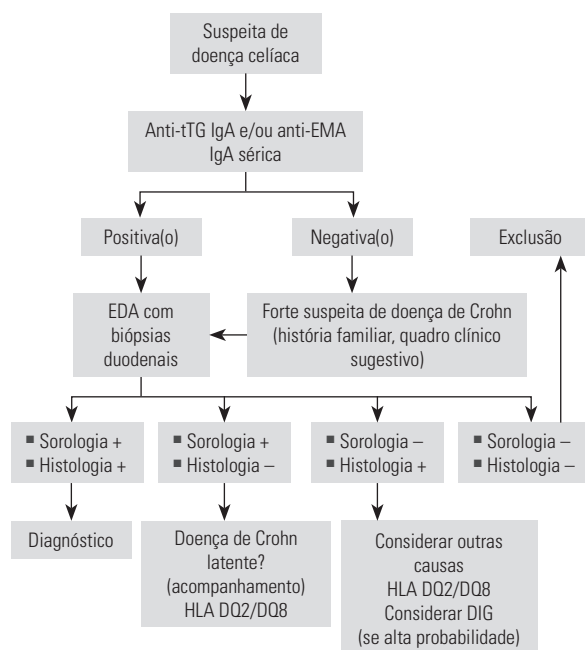 Suspeita de
doença celíaca
Anti-tTG IgA e/ou anti-EMA
IgA sérica
Positiva(o)
Negativa(o)
Exclusão
EDA com
biópsias
duodenais
Forte suspeita de doença de Crohn
(história familiar, quadro clínico
sugestivo)
▪ Sorologia +
▪ Histologia +
▪ Sorologia +
▪ Histologia –
▪ Sorologia –
▪ Histologia +
▪ Sorologia –
▪ Histologia –
Diagnóstico
Doença de Crohn
latente?
(acompanhamento)
HLA DQ2/DQ8
Considerar outras
causas
HLA DQ2/DQ8
Considerar DIG
(se alta probabilidade)